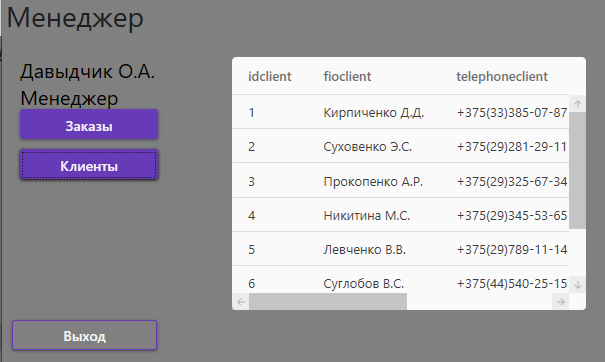 Менеджер
Давыдчик О.А.
Менеджер
Заказы
Клиенты
Выход
idclient fioclient telephoneclient
1 Кирпиченко Д.Д. +375(33)385-07-87
2 Суховенко Э.С. +375(29)281-29-11
3 Прокопенко А.Р. +375(29)325-67-34
4 Никитина М.С. +375(29)345-53-65
5 Левченко В.В. +375(29)789-11-14
6 Суглобов В.С. +375(44)540-25-15